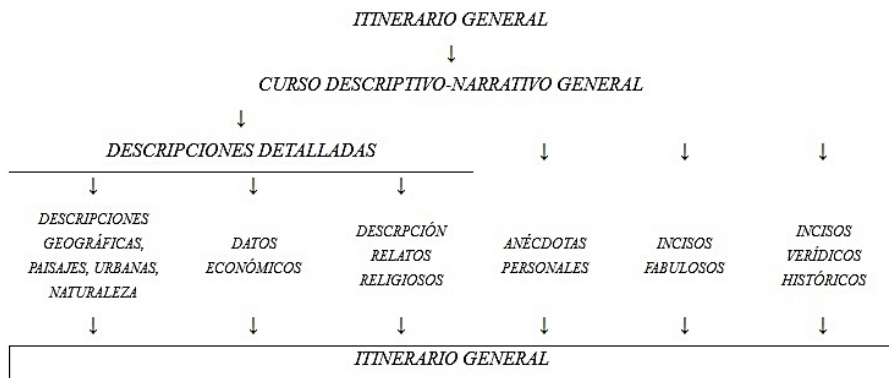 ITINERARIO GENERAL
↓
CURSO DESCRIPTIVO-NARRATIVO GENERAL
↓
DESCRIPCIONES DETALLADAS ↓ ↓ ↓
↓ ↓ ↓
DESCRIPCIONES
GEOGRÁFICAS,
PAISAJES, URBANAS,
NATURALEZA
DATOS
ECONÓMICOS
DESCRPCIÓN
RELATOS
RELIGIOSOS
ANÉCDOTAS
PERSONALES
INCISOS
FABULOSOS
INCISOS
VERÍDICOS
HISTÓRICOS
↓ ↓ ↓ ↓ ↓ ↓
ITINERARIO GENERAL